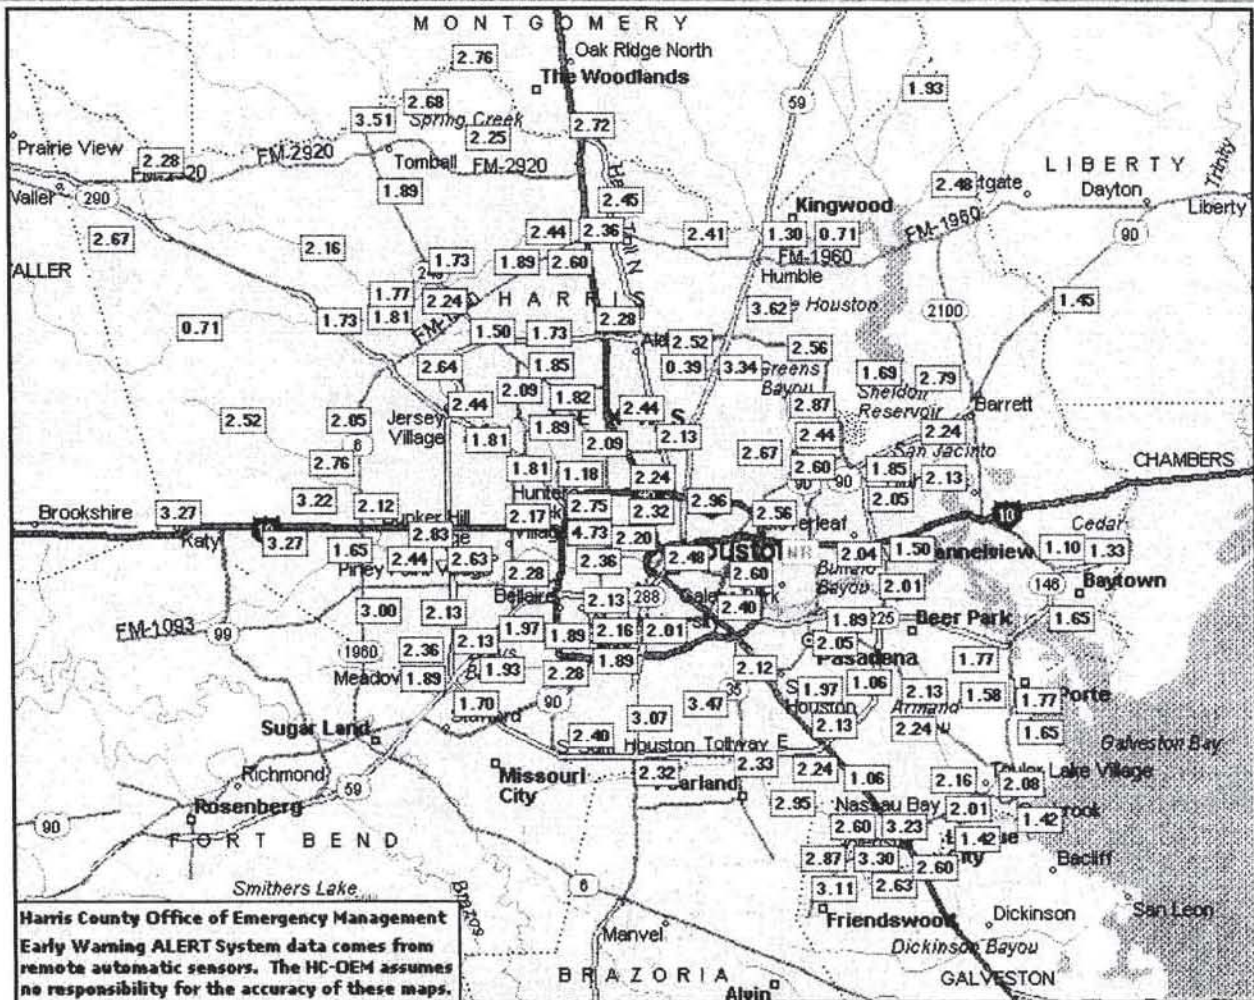 MONTGOMERY
2.76
Oak Ridge North
The Woodlands
59
1.93
2.68
3.51
Spring Creek
2.25
2.72
Prairie View
2.28
FM-2920
Tomball
FM-2920
LIBERTY
Trinity
1.89
2.48
Dayton
290
2.45
Kingwood
Liberty
2.67
2.16
2.44
2.36
2.41
1.30
0.71
FM-1960
90
1.73
1.89
2.60
FM-1960
Humble
1.77
2.24
HARRIS
3.62
Houston
1.45
0.71
1.73
1.81
1.50
1.73
2.28
2100
2.52
2.56
2.64
1.85
0.39
3.34
Greens
Bayou
1.69
2.79
Sheldon
Reservoir
2.09
1.82
2.44
2.44
2.87
Barrett
2.52
2.05
Jersey
Village
1.81
1.89
2.09
2.13
2.44
2.24
San Jacinto
6
2.76
1.81
1.18
2.24
2.67
2.60
90
1.85
2.13
CHAMBERS
Brookshire
3.27
3.22
2.12
2.75
2.32
2.96
2.56
2.05
10
Cedar
Katy
3.27
2.83
2.17
4.73
2.20
NR
2.04
1.50
1.10
1.33
1.65
2.44
2.63
2.36
2.48
2.28
2.60
Buffalo
Bayou
2.01
146
Baytown
3.00
2.13
Bellaire
2.13
288
2.40
FM-1093
99
1.97
1.89
2.16
2.01
1.89
225
Deer Park
1.65
1960
2.36
2.13
2.05
Pasadena
1.77
1.89
1.93
2.28
1.89
2.12
1.97
1.06
2.13
1.58
1.77
Houston
Armand
1.70
90
3.07
3.47
35
2.13
2.24
1.65
Sugar Land
2.40
Galveston Bay
Missouri
City
2.32
Pearland
2.33
2.24
1.06
2.16
Taylor Lake Village
2.08
Richmond
59
Rosenberg
2.95
Nassau Bay
2.01
1.42
90
FORT BEND
2.60
3.23
1.42
2.87
3.30
2.60
Bacliff
Smithers Lake
6
3.11
2.63
Brazos
Friendswood
Dickinson
San Leon
Manvel
Dickinson Bayou
BRAZORIA
GALVESTON
Alvin
Harris County Office of Emergency Management
Early Warning ALERT System data comes from
remote automatic sensors. The HC-OEM assumes
no responsibility for the accuracy of these maps.